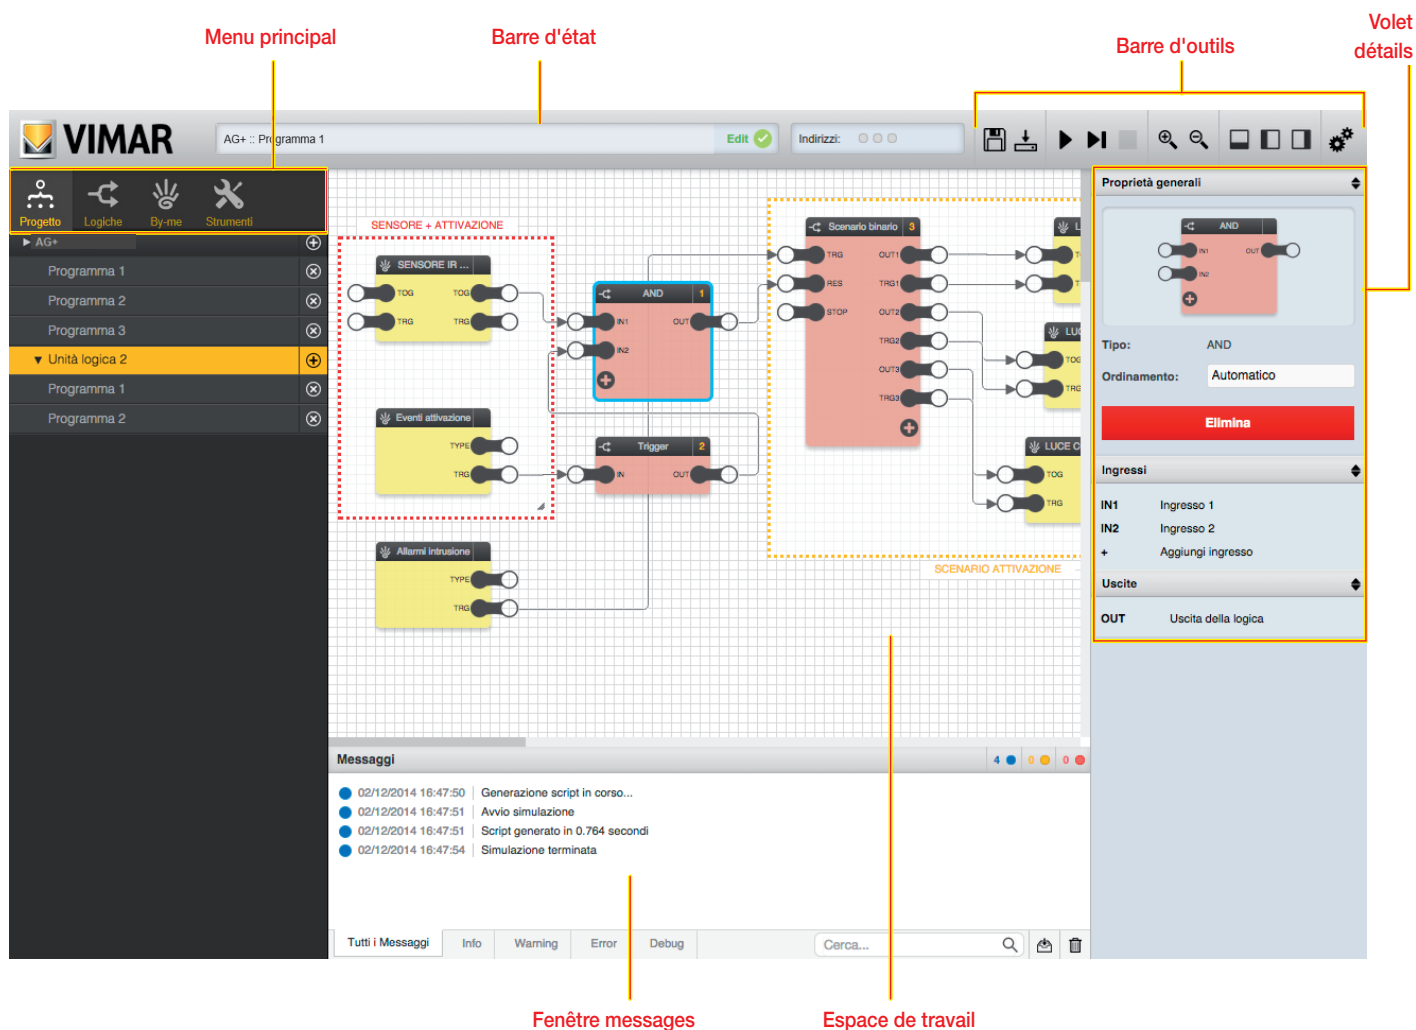 Menu principal
Barre d'état
Barre d'outils
Volet
détails
VIMAR
AG+ :: Programma 1
Edit
Indirizzi:
Progetto
Logiche
By-me
Strumenti
AG+
Programma 1
Programma 2
Programma 3
Unità logica 2
Programma 1
Programma 2
SENSORE + ATTIVAZIONE
SENSORE IR ...
TOG TOG
TRG TRG
Eventi attivazione
TYPE
TRG
Allarmi intrusione
TYPE
TRG
AND 1
IN1 OUT
IN2
Trigger 2
IN OUT
Scenario binario 3
TRG OUT1
RES TRG1
STOP OUT2
TRG2
OUT3
TRG3
L
T
T
LU
TOG
TRG
LUCE C
TOG
TRG
SCENARIO ATTIVAZIONE
Proprietà generali
AND
IN1 OUT
IN2
Tipo: AND
Ordinamento: Automatico
Elimina
Ingressi
IN1 Ingresso 1
IN2 Ingresso 2
+ Aggiungi ingresso
Uscite
OUT Uscita della logica
Messaggi
4 0 0
02/12/2014 16:47:50 Generazione script in corso...
02/12/2014 16:47:51 Avvio simulazione
02/12/2014 16:47:51 Script generato in 0.764 secondi
02/12/2014 16:47:54 Simulazione terminata
Tutti i Messaggi Info Warning Error Debug
Cerca...
Fenêtre messages
Espace de travail